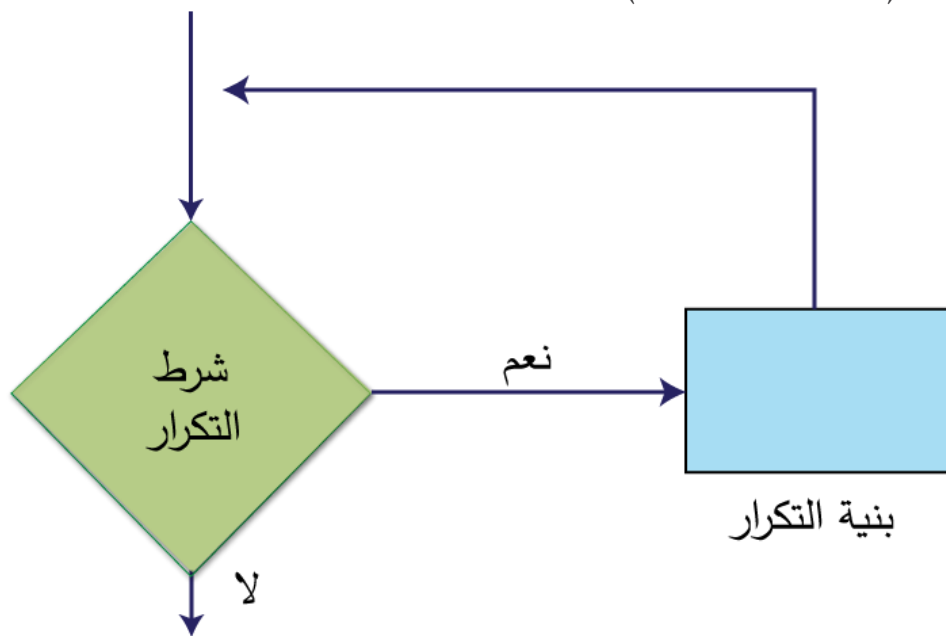 نعم
شرط
التكرار
بنية التكرار
لا